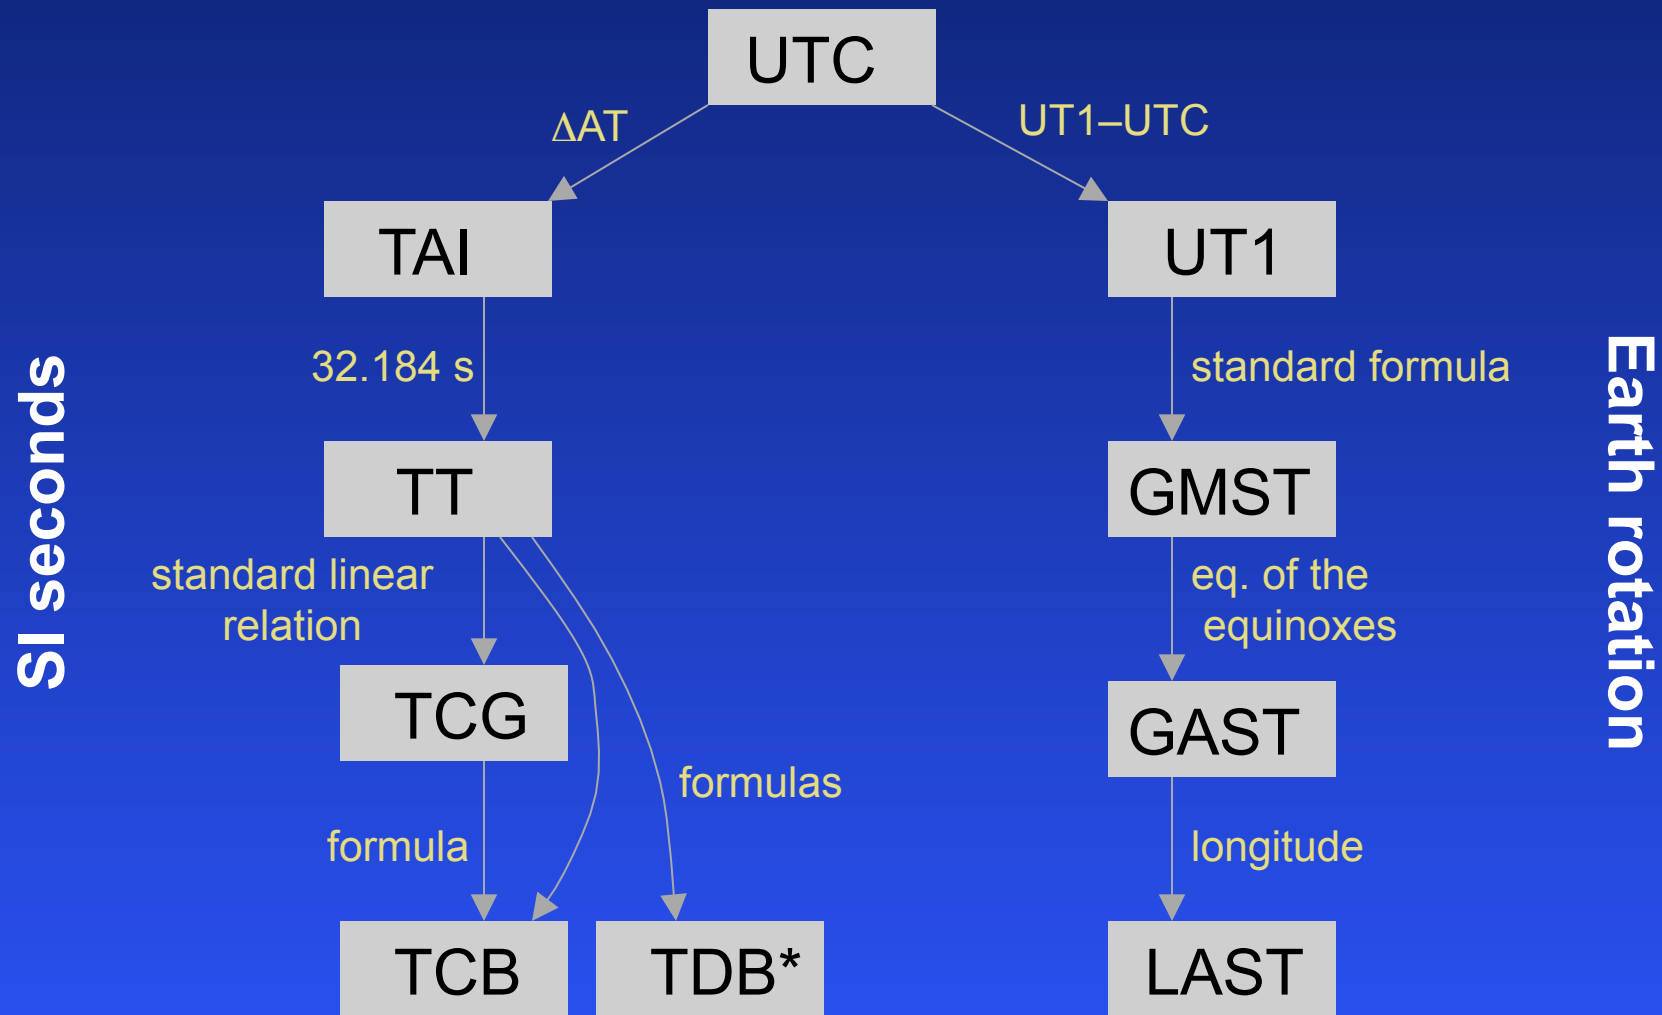 UTC
ΔAT
UT1–UTC
TAI
UT1
32.184 s
standard formula
SI seconds
Earth rotation
TT
GMST
standard linear
relation
eq. of the
equinoxes
TCG
GAST
formulas
formula
longitude
TCB
TDB*
LAST